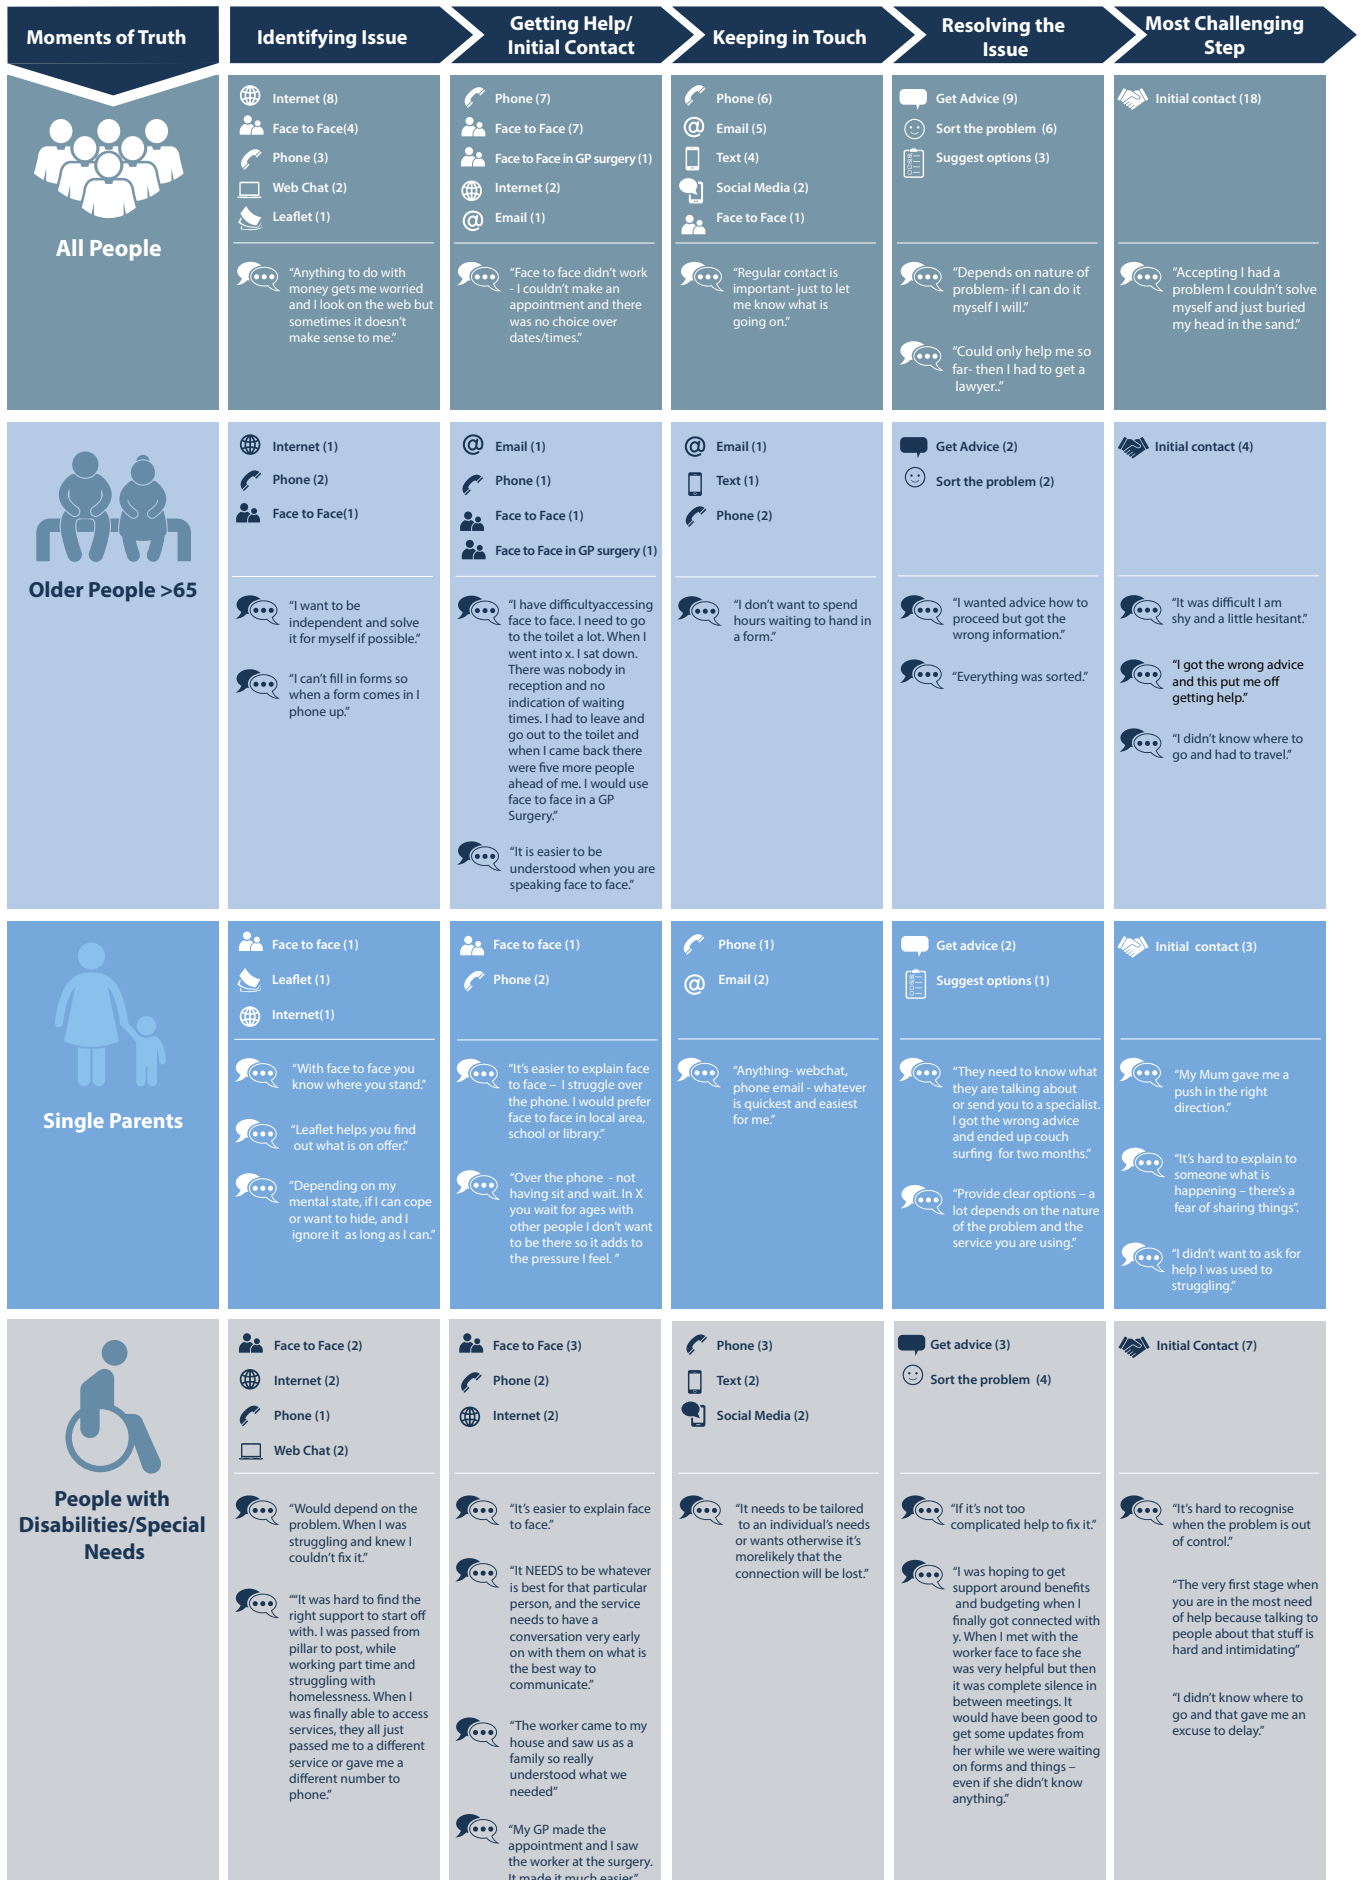 Moments of Truth
Identifying Issue
Getting Help/
Initial Contact
Keeping in Touch
Resolving the
Issue
Most Challenging
Step
All People
Internet (8)
Face to Face(4)
Phone (3)
Web Chat (2)
Leaflet (1)
“Anything to do with
money gets me worried
and I look on the web but
sometimes it doesn’t
make sense to me.”
Phone (7)
Face to Face (7)
Face to Face in GP surgery (1)
Internet (2)
Email (1)
“Face to face didn’t work
- I couldn’t make an
appointment and there
was no choice over
dates/times.”
Phone (6)
Email (5)
Text (4)
Social Media (2)
Face to Face (1)
“Regular contact is
important- just to let
me know what is
going on.”
Get Advice (9)
Sort the problem (6)
Suggest options (3)
“Depends on nature of
problem- if I can do it
myself I will.”
“Could only help me so
far- then I had to get a
lawyer..”
Initial contact (18)
“Accepting I had a
problem I couldn’t solve
myself and just buried
my head in the sand.”
Older People >65
Internet (1)
Phone (2)
Face to Face(1)
“I want to be
independent and solve
it for myself if possible.”
“I can’t fill in forms so
when a form comes in I
phone up.”
Email (1)
Phone (1)
Face to Face (1)
Face to Face in GP surgery (1)
“I have difficultyaccessing
face to face. I need to go
to the toilet a lot. When I
went into x. I sat down.
There was nobody in
reception and no
indication of waiting
times. I had to leave and
go out to the toilet and
when I came back there
were five more people
ahead of me. I would use
face to face in a GP
Surgery.”
“It is easier to be
understood when you are
speaking face to face.”
Email (1)
Text (1)
Phone (2)
“I don’t want to spend
hours waiting to hand in
a form.”
Get Advice (2)
Sort the problem (2)
“I wanted advice how to
proceed but got the
wrong information.”
“Everything was sorted.”
Initial contact (4)
“It was difficult I am
shy and a little hesitant.”
“I got the wrong advice
and this put me off
getting help.”
“I didn’t know where to
go and had to travel.”
Single Parents
Face to face (1)
Leaflet (1)
Internet(1)
“With face to face you
know where you stand.”
“Leaflet helps you find
out what is on offer.”
“Depending on my
mental state, if I can cope
or want to hide, and I
ignore it as long as I can.”
Face to face (1)
Phone (2)
“It’s easier to explain face
to face – I struggle over
the phone. I would prefer
face to face in local area,
school or library.”
“Over the phone - not
having sit and wait. In X
you wait for ages with
other people I don’t want
to be there so it adds to
the pressure I feel. ”
Phone (1)
Email (2)
“Anything- webchat,
phone email - whatever
is quickest and easiest
for me.”
Get advice (2)
Suggest options (1)
“They need to know what
they are talking about
or send you to a specialist.
I got the wrong advice
and ended up couch
surfing for two months.”
“Provide clear options – a
lot depends on the nature
of the problem and the
service you are using.”
Initial contact (3)
“My Mum gave me a
push in the right
direction.”
“It’s hard to explain to
someone what is
happening – there’s a
fear of sharing things”.
“I didn’t want to ask for
help I was used to
struggling.”
People with
Disabilities/Special
Needs
Face to Face (2)
Internet (2)
Phone (1)
Web Chat (2)
“Would depend on the
problem. When I was
struggling and knew I
couldn’t fix it.”
““It was hard to find the
right support to start off
with. I was passed from
pillar to post, while
working part time and
struggling with
homelessness. When I
was finally able to access
services, they all just
passed me to a different
service or gave me a
different number to
phone.”
Face to Face (3)
Phone (2)
Internet (2)
“It’s easier to explain face
to face.”
“It NEEDS to be whatever
is best for that particular
person, and the service
needs to have a
conversation very early
on with them on what is
the best way to
communicate.”
“The worker came to my
house and saw us as a
family so really
understood what we
needed”
“My GP made the
appointment and I saw
the worker at the surgery.
It made it much easier”
Phone (3)
Text (2)
Social Media (2)
“It needs to be tailored
to an individual’s needs
or wants otherwise it’s
morelikely that the
connection will be lost.”
Get advice (3)
Sort the problem (4)
“If it’s not too
complicated help to fix it.”
“I was hoping to get
support around benefits
and budgeting when I
finally got connected with
y. When I met with the
worker face to face she
was very helpful but then
it was complete silence in
between meetings. It
would have been good to
get some updates from
her while we were waiting
on forms and things –
even if she didn’t know
anything.”
Initial Contact (7)
“It’s hard to recognise
when the problem is out
of control.”
“The very first stage when
you are in the most need
of help because talking to
people about that stuff is
hard and intimidating”
“I didn’t know where to
go and that gave me an
excuse to delay.”